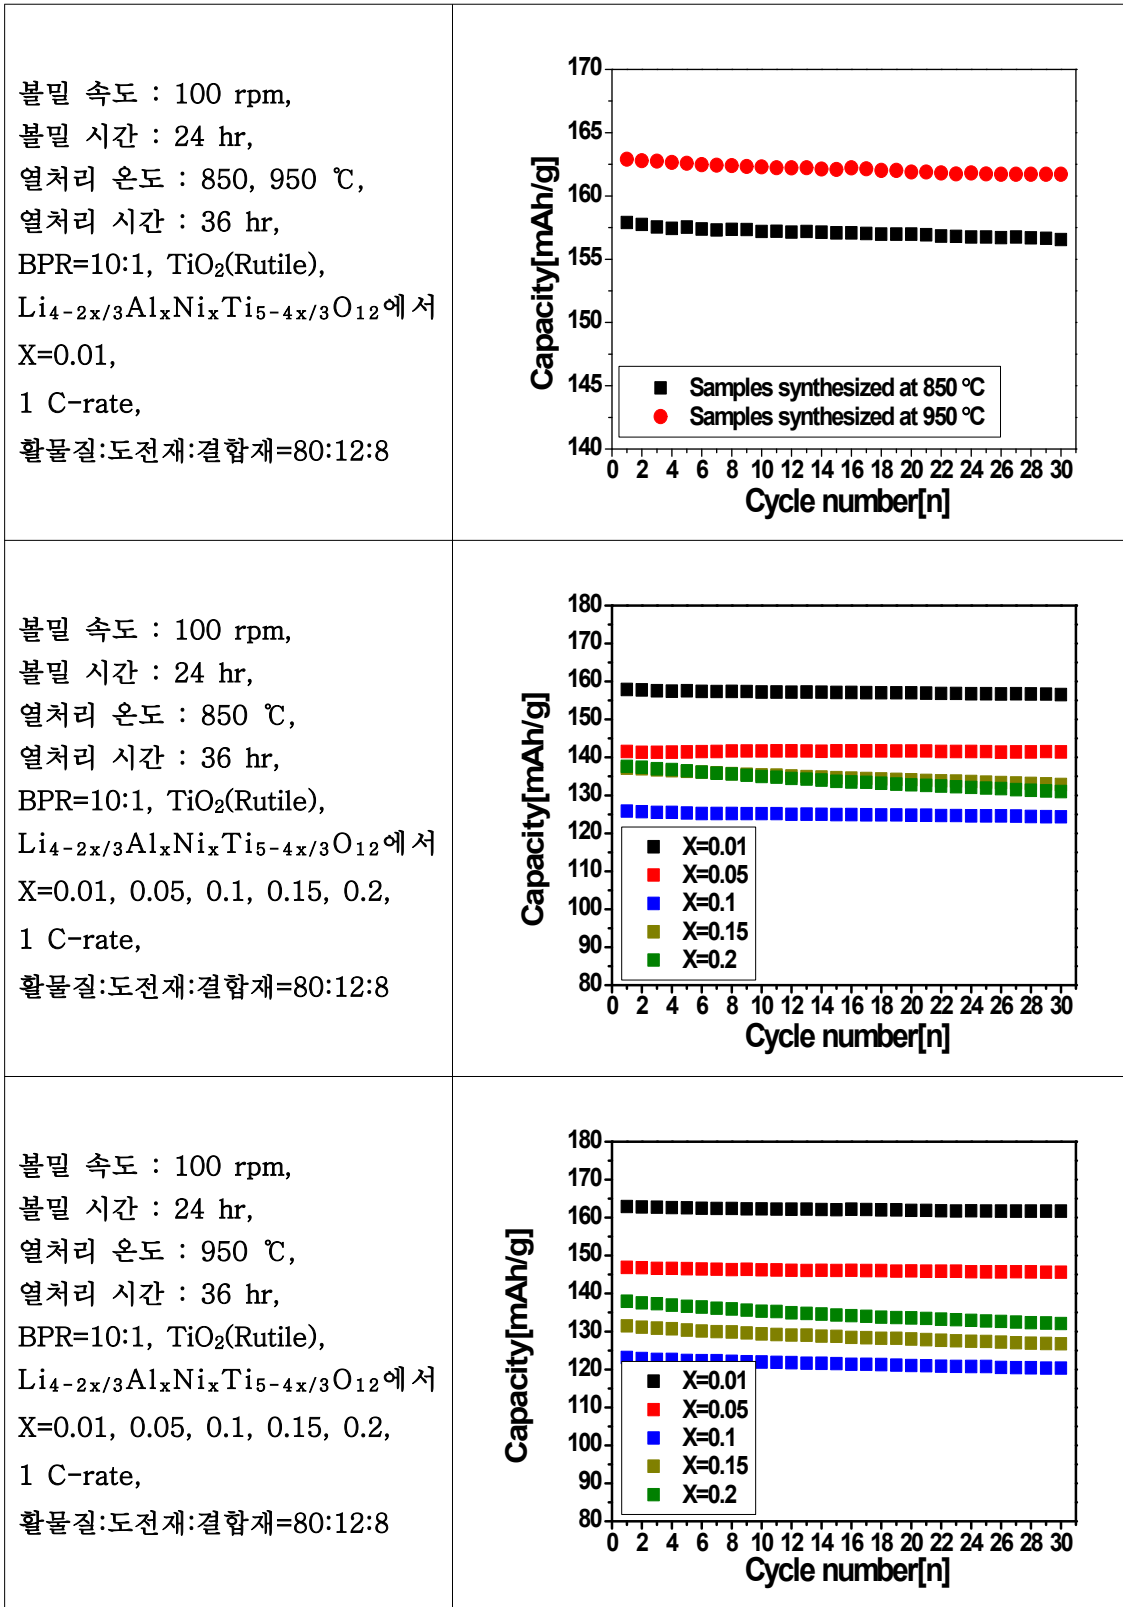 볼밀 속도 : 100 rpm,
볼밀 시간 : 24 hr,
열처리 온도 : 850, 950 ℃,
열처리 시간 : 36 hr,
BPR=10:1, TiO₂(Rutile),
Li₄₋₂ₓ/₃AlₓNiₓTi₅₋₄ₓ/₃O₁₂에서
X=0.01,
1 C-rate,
활물질:도전재:결합재=80:12:8
170
165
160
155
150
145
140
Capacity[mAh/g]
Samples synthesized at 850 ℃
Samples synthesized at 950 ℃
0 2 4 6 8 10 12 14 16 18 20 22 24 26 28 30
Cycle number[n]
볼밀 속도 : 100 rpm,
볼밀 시간 : 24 hr,
열처리 온도 : 850 ℃,
열처리 시간 : 36 hr,
BPR=10:1, TiO₂(Rutile),
Li₄₋₂ₓ/₃AlₓNiₓTi₅₋₄ₓ/₃O₁₂에서
X=0.01, 0.05, 0.1, 0.15, 0.2,
1 C-rate,
활물질:도전재:결합재=80:12:8
180
170
160
150
140
130
120
110
100
90
80
Capacity[mAh/g]
X=0.01
X=0.05
X=0.1
X=0.15
X=0.2
0 2 4 6 8 10 12 14 16 18 20 22 24 26 28 30
Cycle number[n]
볼밀 속도 : 100 rpm,
볼밀 시간 : 24 hr,
열처리 온도 : 950 ℃,
열처리 시간 : 36 hr,
BPR=10:1, TiO₂(Rutile),
Li₄₋₂ₓ/₃AlₓNiₓTi₅₋₄ₓ/₃O₁₂에서
X=0.01, 0.05, 0.1, 0.15, 0.2,
1 C-rate,
활물질:도전재:결합재=80:12:8
180
170
160
150
140
130
120
110
100
90
80
Capacity[mAh/g]
X=0.01
X=0.05
X=0.1
X=0.15
X=0.2
0 2 4 6 8 10 12 14 16 18 20 22 24 26 28 30
Cycle number[n]